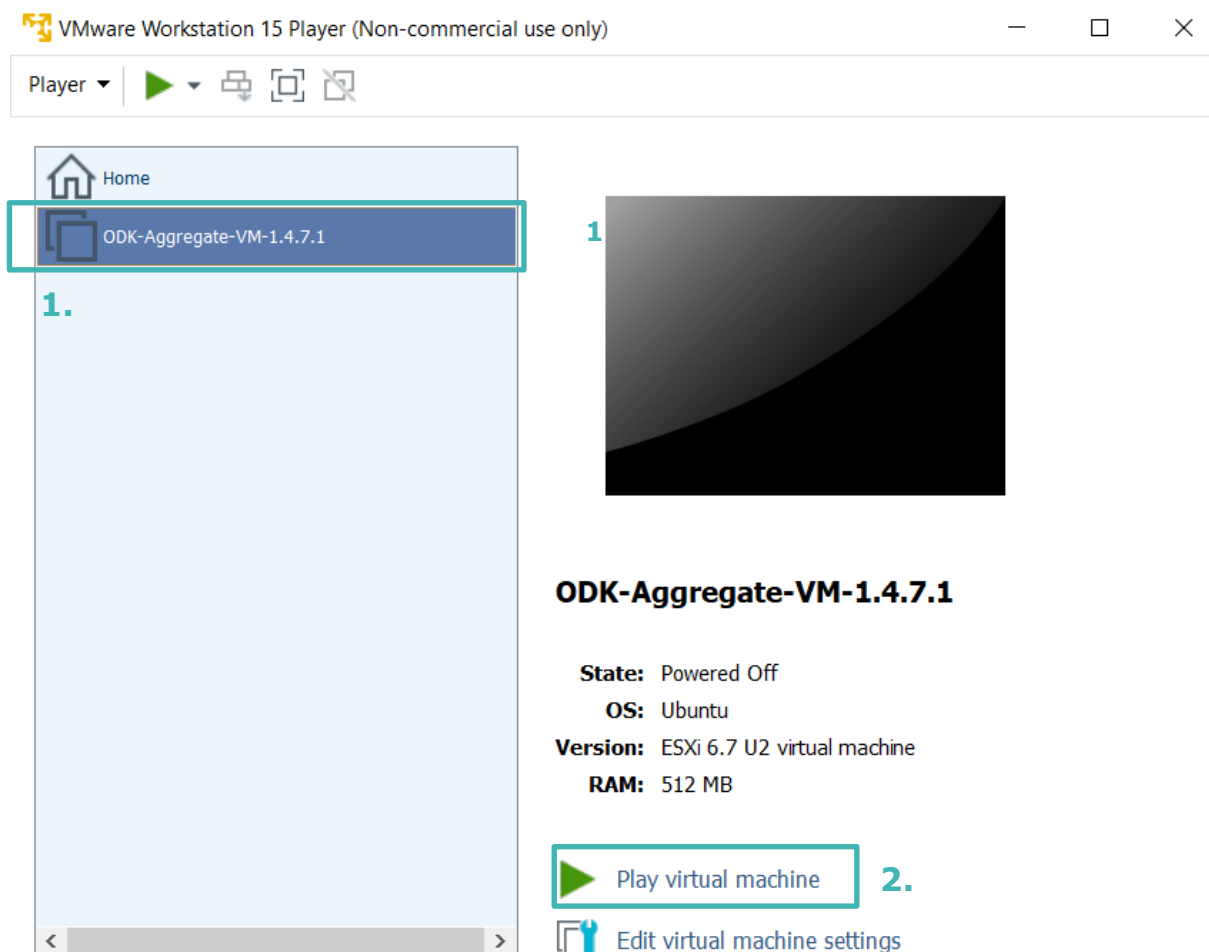 VMware Workstation 15 Player (Non-commercial use only)
Player
Home
ODK-Aggregate-VM-1.4.7.1
1.
1
ODK-Aggregate-VM-1.4.7.1
State: Powered Off
OS: Ubuntu
Version: ESXi 6.7 U2 virtual machine
RAM: 512 MB
Play virtual machine 2.
Edit virtual machine settings